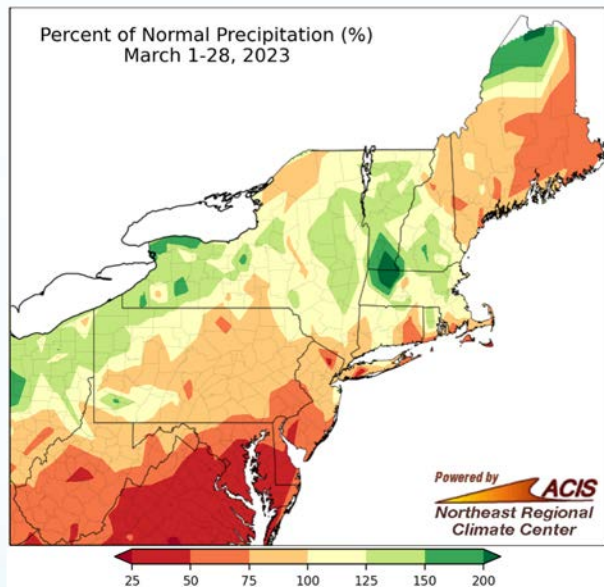 Percent of Normal Precipitation (%)
March 1-28, 2023
Powered by
ACIS
Northeast Regional
Climate Center
25 50 75 100 125 150 200